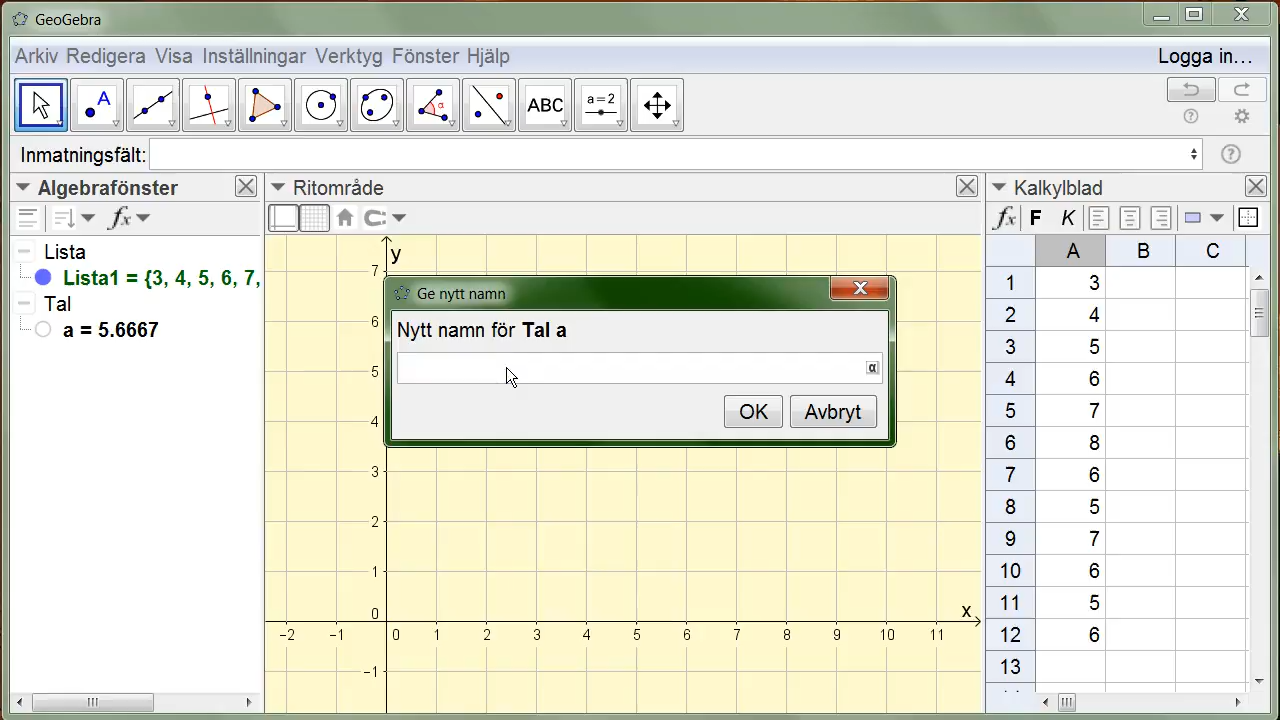 GeoGebra
Arkiv Redigera Visa Inställningar Verktyg Fönster Hjälp Logga in...
A α ABC a=2
Inmatningsfält:
Algebrafönster Ritområde Kalkylblad
fx fx F K
Lista
Lista1 = {3, 4, 5, 6, 7,
Tal
a = 5.6667
y
7
6
5
4
3
2
1
0
−1
−2 −1 0 1 2 3 4 5 6 7 8 9 10 11
x
Ge nytt namn
Nytt namn för Tal a
α
OK Avbryt
A B C
1 3
2 4
3 5
4 6
5 7
6 8
7 6
8 5
9 7
10 6
11 5
12 6
13